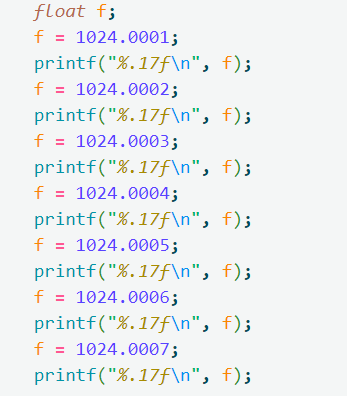 float f;
f = 1024.0001;
printf("%.17f\n", f);
f = 1024.0002;
printf("%.17f\n", f);
f = 1024.0003;
printf("%.17f\n", f);
f = 1024.0004;
printf("%.17f\n", f);
f = 1024.0005;
printf("%.17f\n", f);
f = 1024.0006;
printf("%.17f\n", f);
f = 1024.0007;
printf("%.17f\n", f);